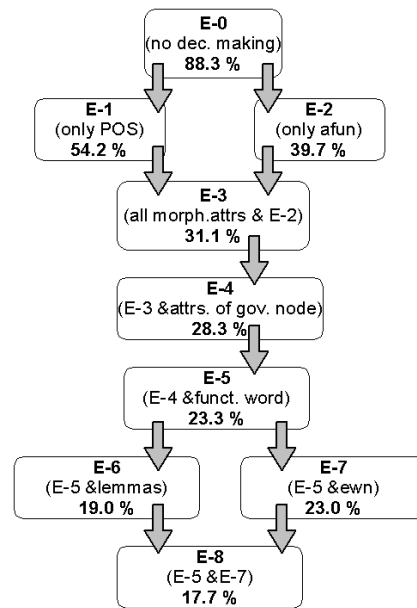 E-0
(no dec. making)
88.3 %
E-1
(only POS)
54.2 %
E-2
(only afun)
39.7 %
E-3
(all morph.attrs & E-2)
31.1 %
E-4
(E-3 &attrs. of gov. node)
28.3 %
E-5
(E-4 &funct. word)
23.3 %
E-6
(E-5 &lemmas)
19.0 %
E-7
(E-5 &ewn)
23.0 %
E-8
(E-5 &E-7)
17.7 %